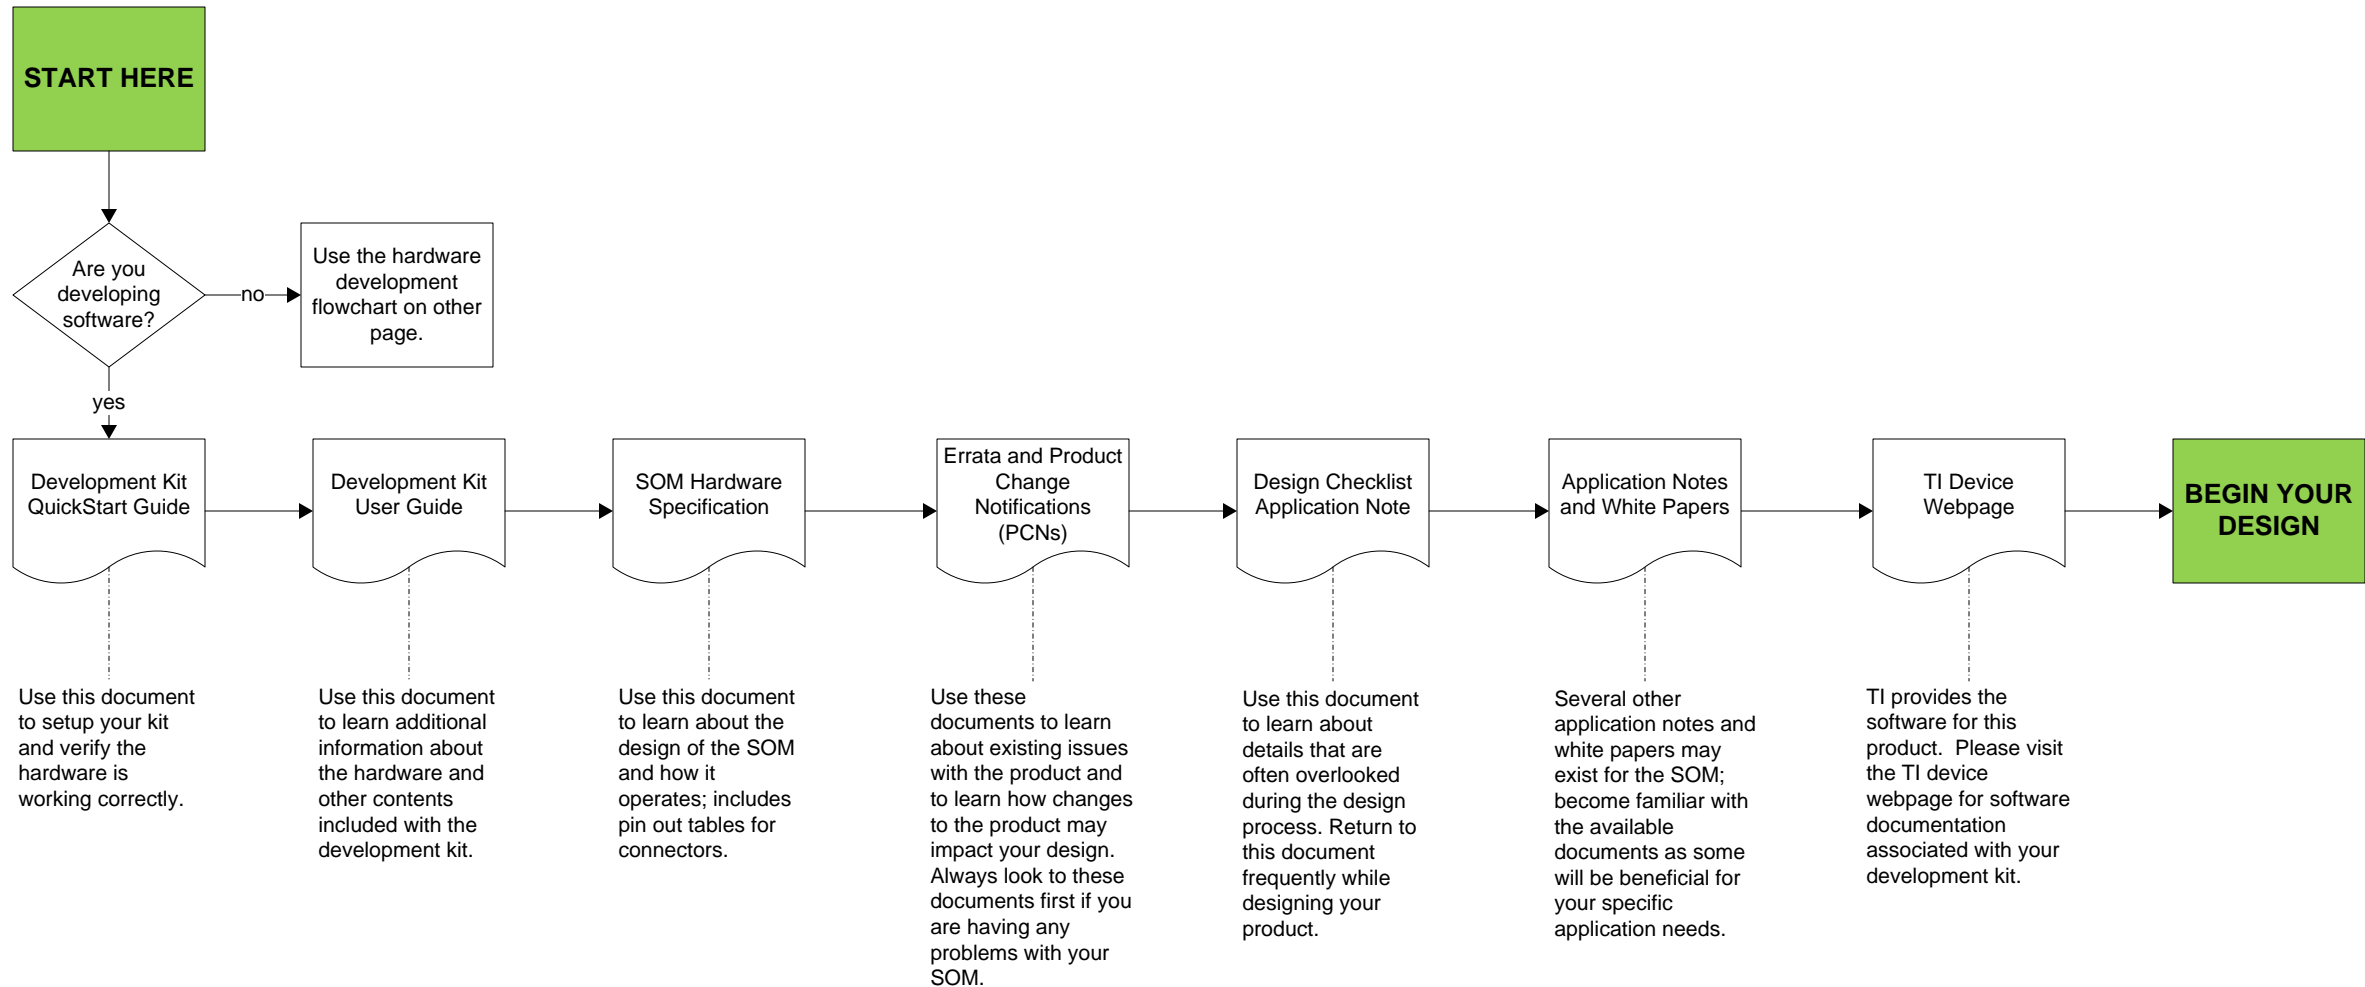 START HERE
Are you
developing
software?
no
Use the hardware
development
flowchart on other
page.
yes
Development Kit
QuickStart Guide
Development Kit
User Guide
SOM Hardware
Specification
Errata and Product
Change
Notifications
(PCNs)
Design Checklist
Application Note
Application Notes
and White Papers
TI Device
Webpage
BEGIN YOUR
DESIGN
Use this document
to setup your kit
and verify the
hardware is
working correctly.
Use this document
to learn additional
information about
the hardware and
other contents
included with the
development kit.
Use this document
to learn about the
design of the SOM
and how it
operates; includes
pin out tables for
connectors.
Use these
documents to learn
about existing issues
with the product and
to learn how changes
to the product may
impact your design.
Always look to these
documents first if you
are having any
problems with your
SOM.
Use this document
to learn about
details that are
often overlooked
during the design
process. Return to
this document
frequently while
designing your
product.
Several other
application notes and
white papers may
exist for the SOM;
become familiar with
the available
documents as some
will be beneficial for
your specific
application needs.
TI provides the
software for this
product.  Please visit
the TI device
webpage for software
documentation
associated with your
development kit.